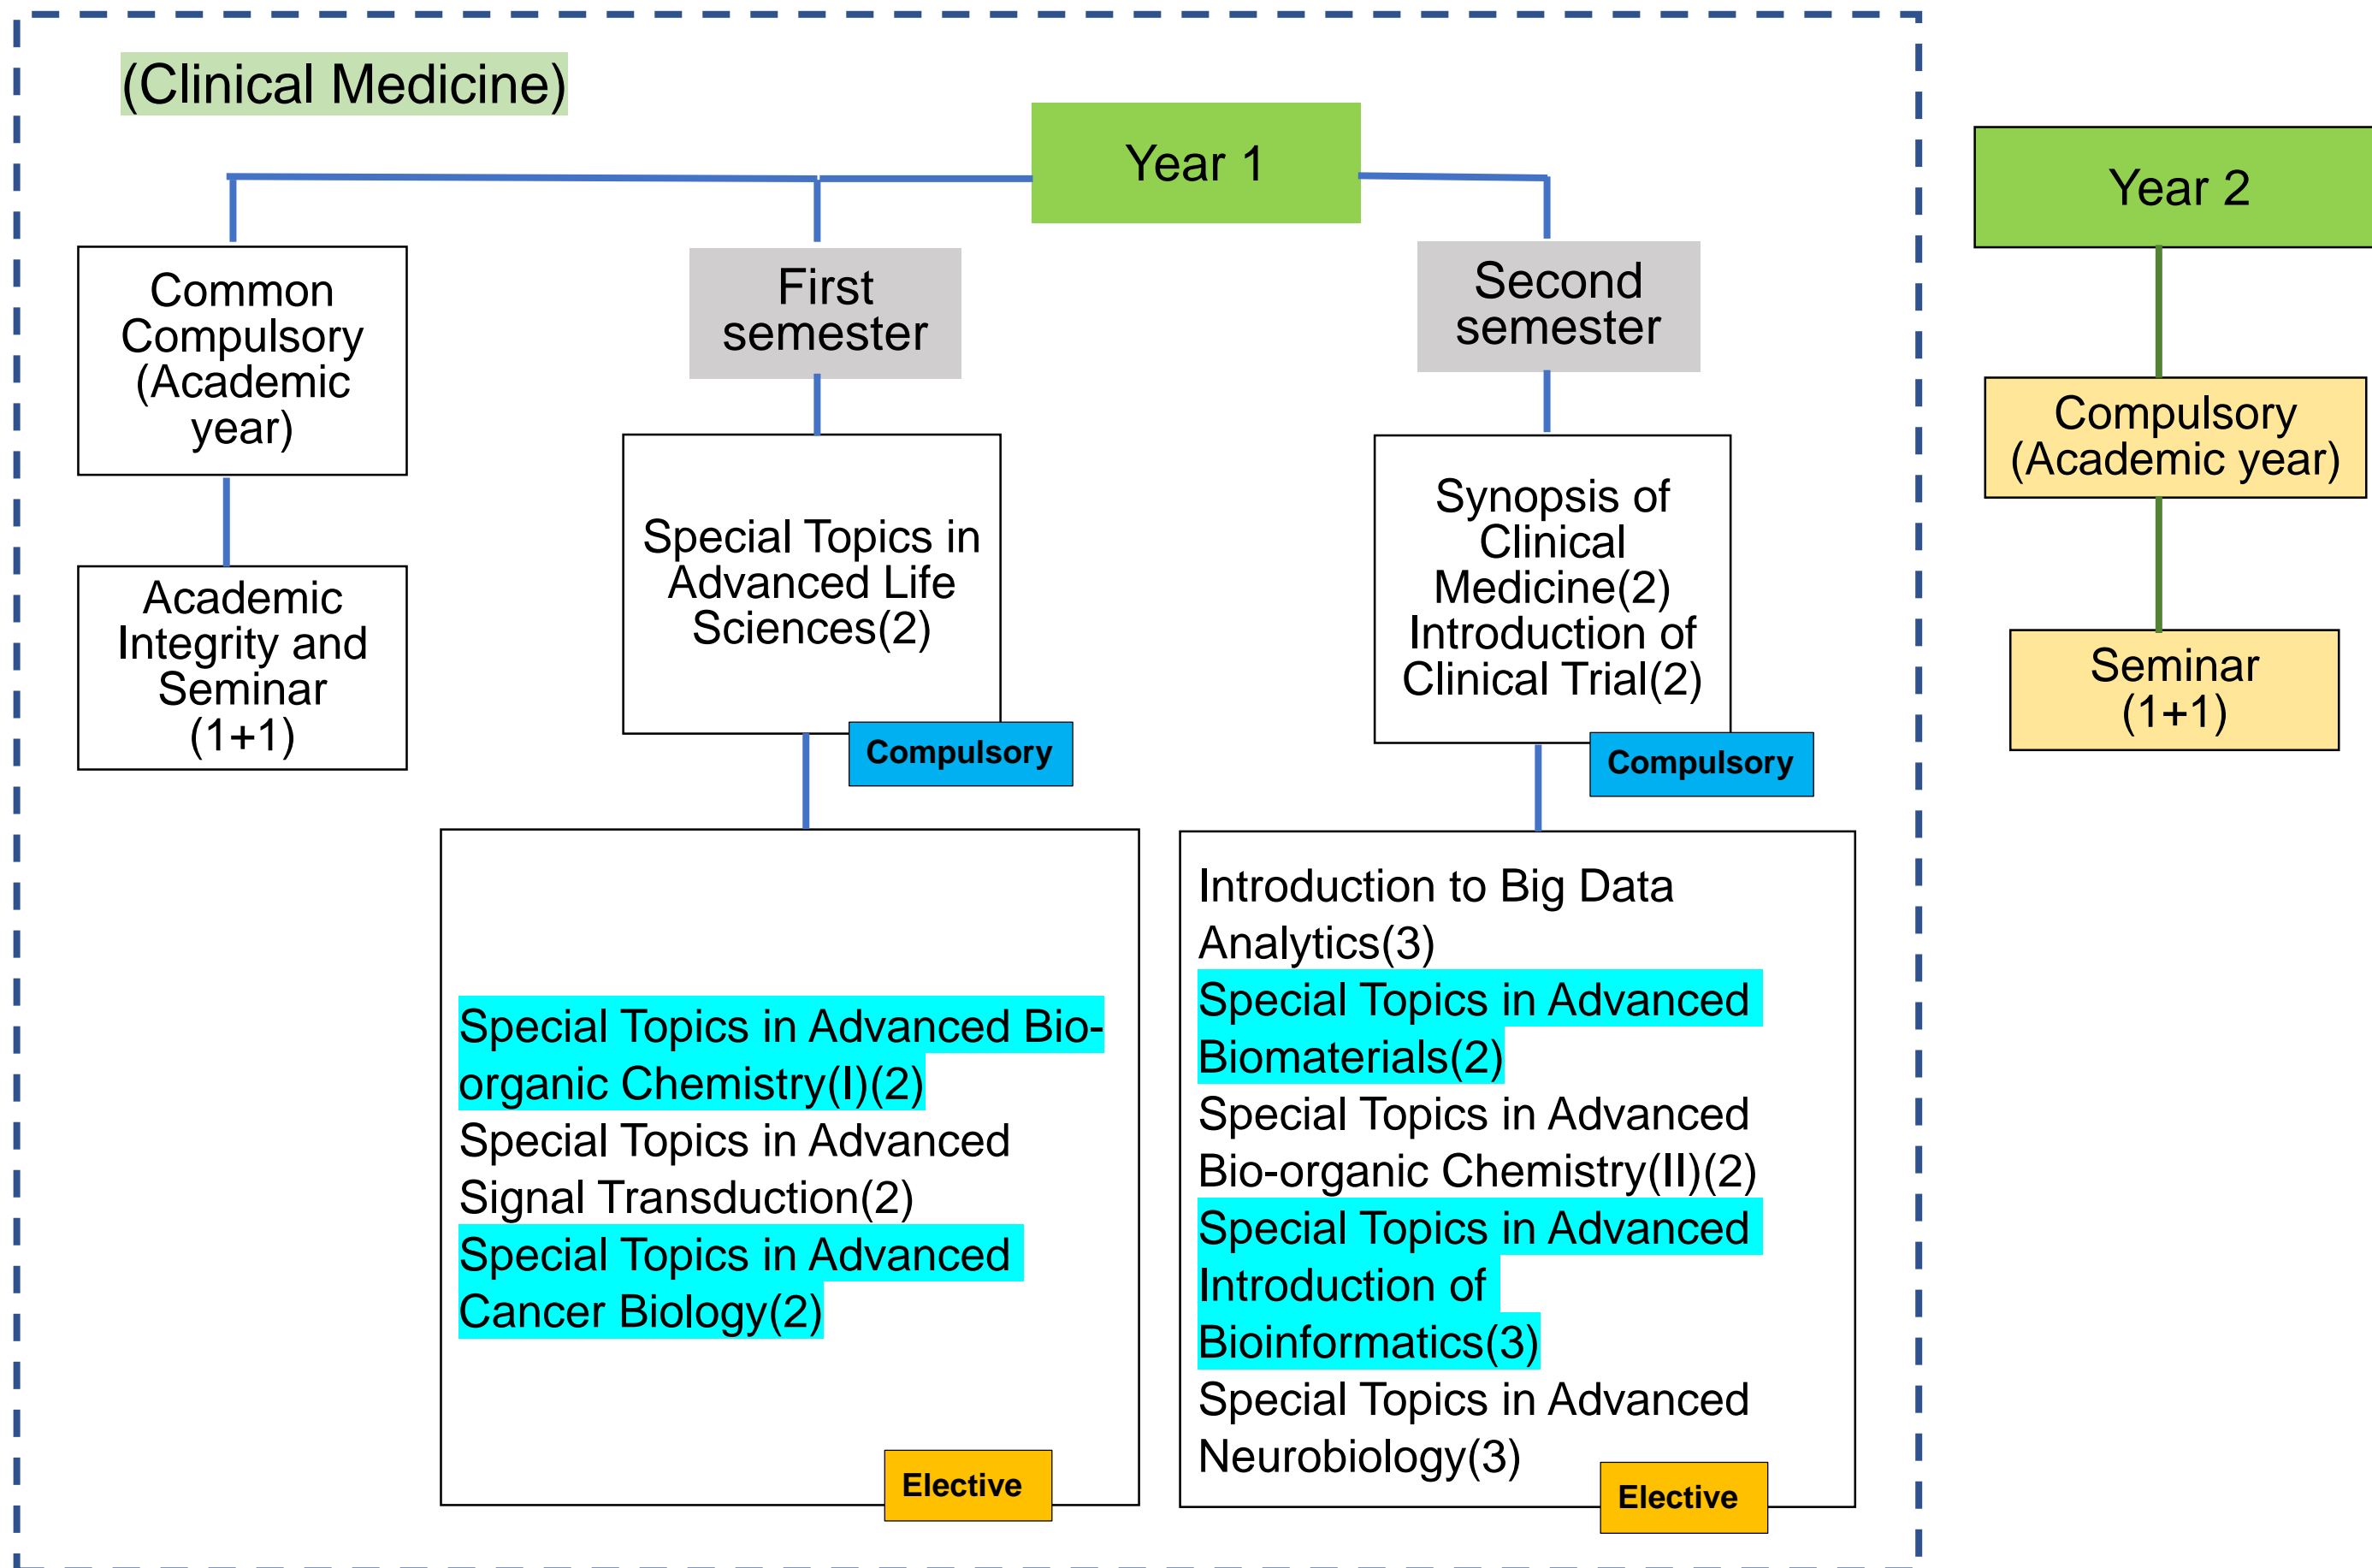 (Clinical Medicine)
Year 1
Common
Compulsory
(Academic
year)
Academic
Integrity and
Seminar
(1+1)
First
semester
Special Topics in
Advanced Life
Sciences(2)
Compulsory
Special Topics in Advanced Bio-
organic Chemistry(I)(2)
Special Topics in Advanced
Signal Transduction(2)
Special Topics in Advanced
Cancer Biology(2)
Elective
Second
semester
Synopsis of
Clinical
Medicine(2)
Introduction of
Clinical Trial(2)
Compulsory
Introduction to Big Data
Analytics(3)
Special Topics in Advanced
Biomaterials(2)
Special Topics in Advanced
Bio-organic Chemistry(II)(2)
Special Topics in Advanced
Introduction of
Bioinformatics(3)
Special Topics in Advanced
Neurobiology(3)
Elective
Year 2
Compulsory
(Academic year)
Seminar
(1+1)